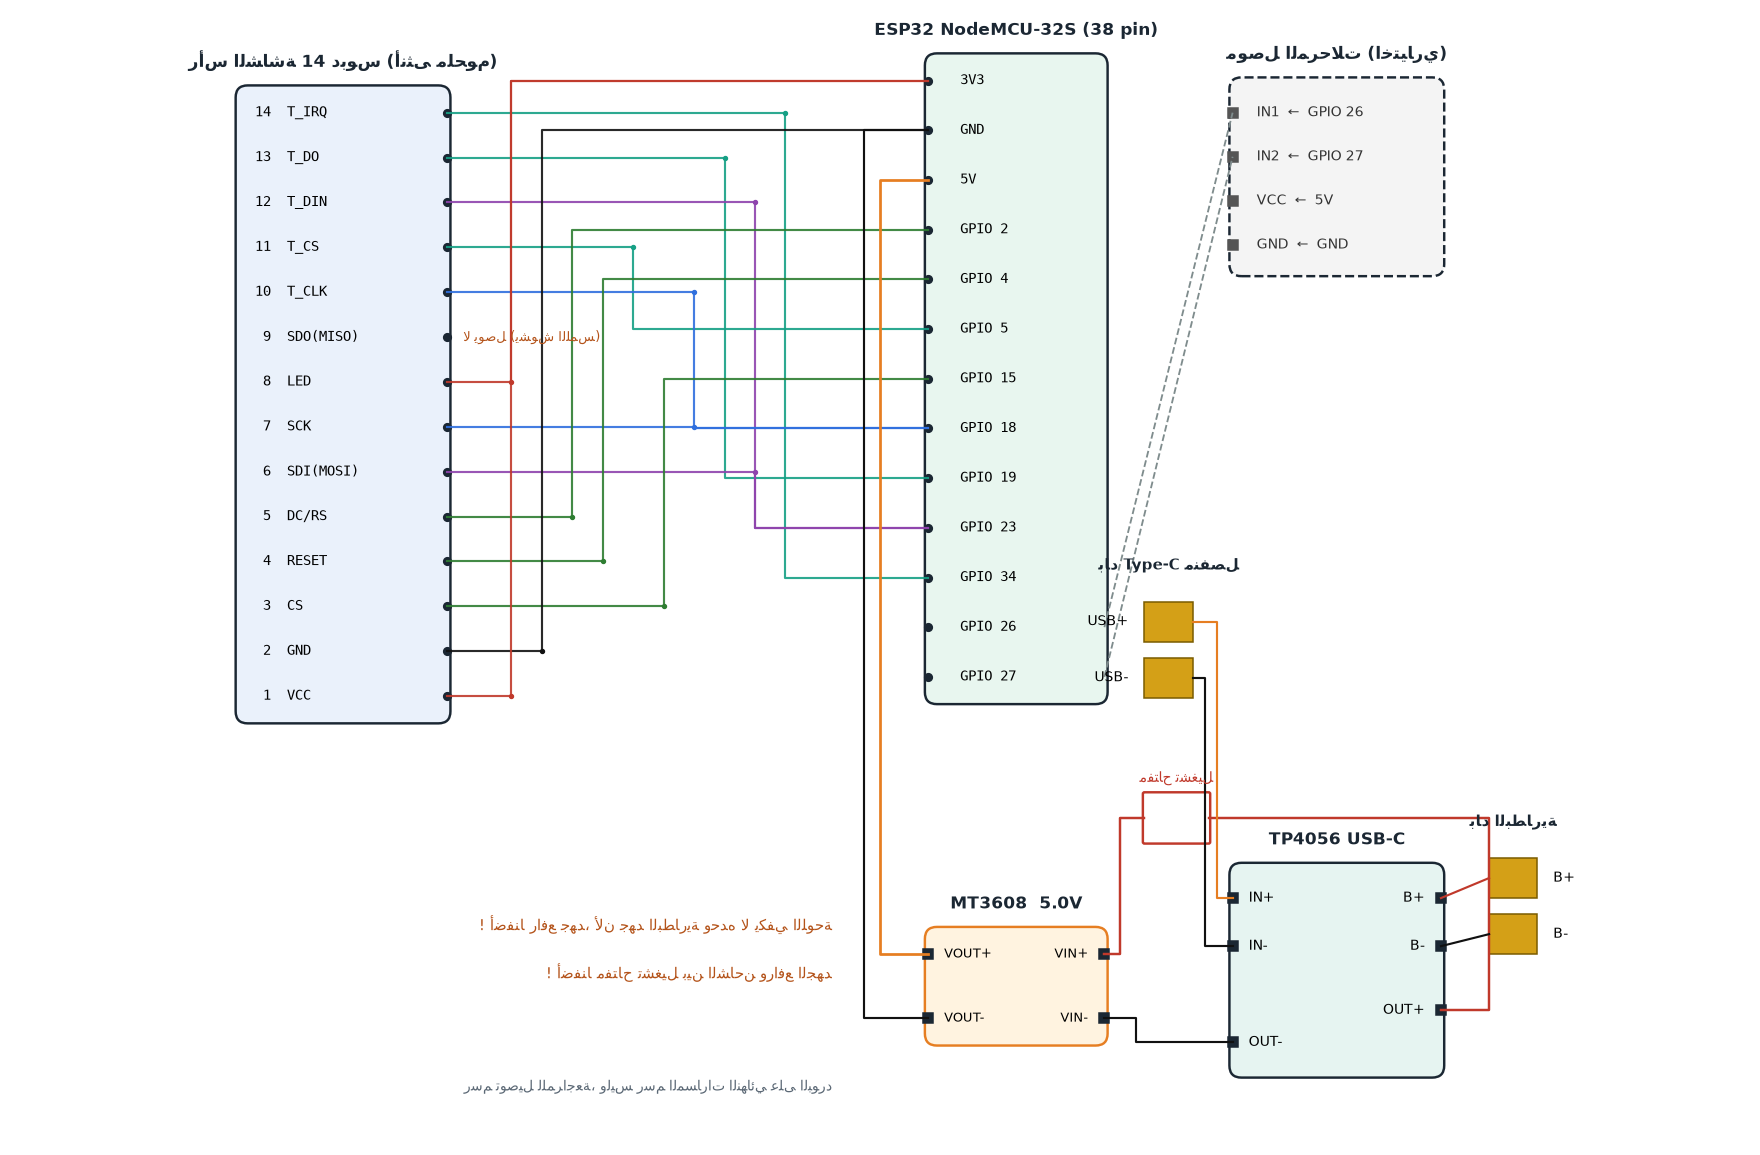 ESP32 NodeMCU-32S (38 pin)
رأس الشاشة 14 دبوس (أنثى ملحومة)
موصل المرحلات (اختياري)
14 T_IRQ
13 T_DO
12 T_DIN
11 T_CS
10 T_CLK
9 SDO(MISO)
لا يوصل (يشوش اللمس)
8 LED
7 SCK
6 SDI(MOSI)
5 DC/RS
4 RESET
3 CS
2 GND
1 VCC
3V3
GND
5V
GPIO 2
GPIO 4
GPIO 5
GPIO 15
GPIO 18
GPIO 19
GPIO 23
GPIO 34
GPIO 26
GPIO 27
IN1 ← GPIO 26
IN2 ← GPIO 27
VCC ← 5V
GND ← GND
باد Type-C منفصل
USB+
USB-
مفتاح تشغيل
باد البطارية
TP4056 USB-C
IN+
IN-
OUT-
B+
B-
OUT+
B+
B-
MT3608 5.0V
VOUT+
VIN+
VOUT-
VIN-
! أضفنا رافع جهد، لأن جهد البطارية وحده لا يكفي اللوحة
! أضفنا مفتاح تشغيل بين الشاحن ورافع الجهد
رسم توصيل للمراجعة، وليس رسم المسارات النهائي على البورد